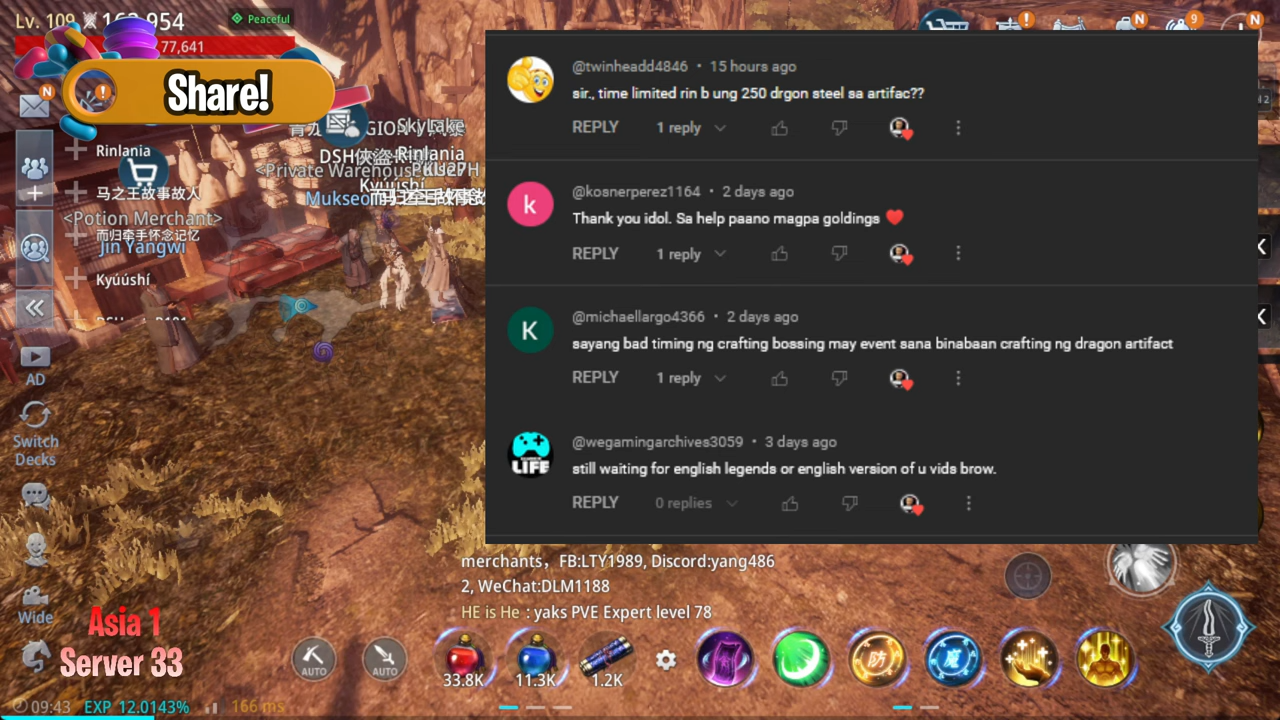 Lv. 109
Peaceful
77,641
Share!
Rinlania
马之王故事故人
<Potion Merchant>
而归牵手怀念记忆
Jin Yangwi
Kyúúshí
SkyLake
Rinlania
Kyúúshí
@twinheadd4846 • 15 hours ago
sir., time limited rin b ung 250 drgon steel sa artifac??
REPLY 1 reply
@kosnerperez1164 • 2 days ago
Thank you idol. Sa help paano magpa goldings ❤
REPLY 1 reply
@michaellargo4366 • 2 days ago
sayang bad timing ng crafting bossing may event sana binabaan crafting ng dragon artifact
REPLY 1 reply
@wegamingarchives3059 • 3 days ago
still waiting for english legends or english version of u vids brow.
REPLY 0 replies
LIFE
k
K
N
N
N
9
AD
Switch
Decks
Wide
merchants, FB:LTY1989, Discord:yang486
2, WeChat:DLM1188
HE is He : yaks PVE Expert level 78
Asia 1
Server 33
AUTO
AUTO
33.8K
11.3K
1.2K
防
魔
09:43 EXP 12.0143% 166 ms